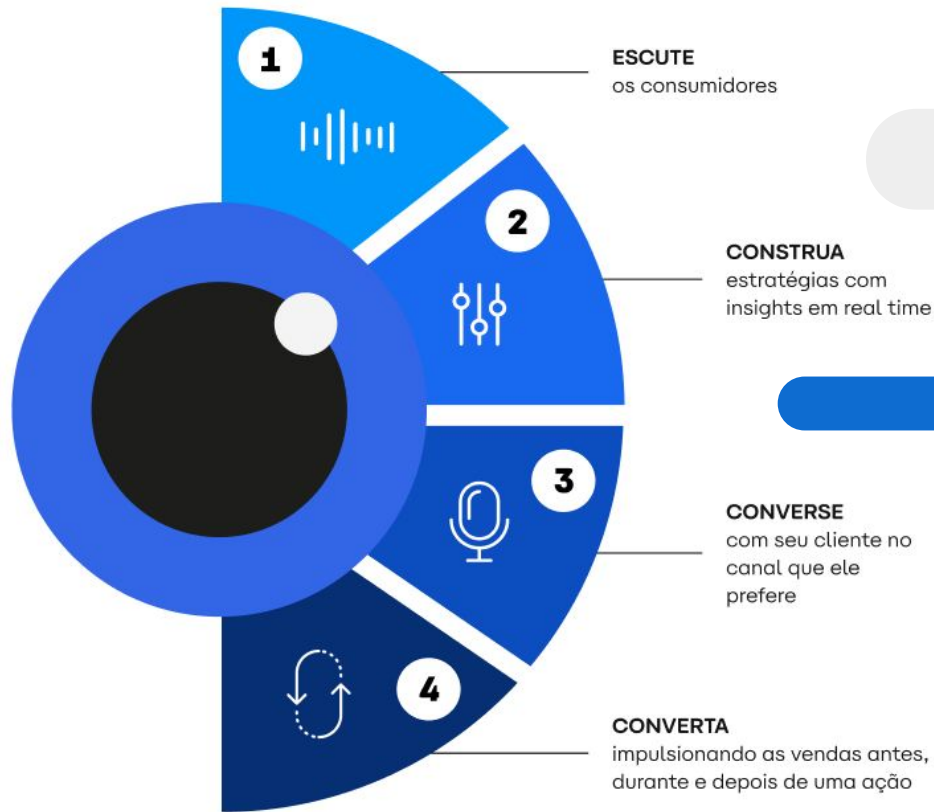 1
ESCUTE
os consumidores
2
CONSTRUA
estratégias com
insights em real time
3
CONVERSE
com seu cliente no
canal que ele
prefere
4
CONVERTA
impulsionando as vendas antes,
durante e depois de uma ação